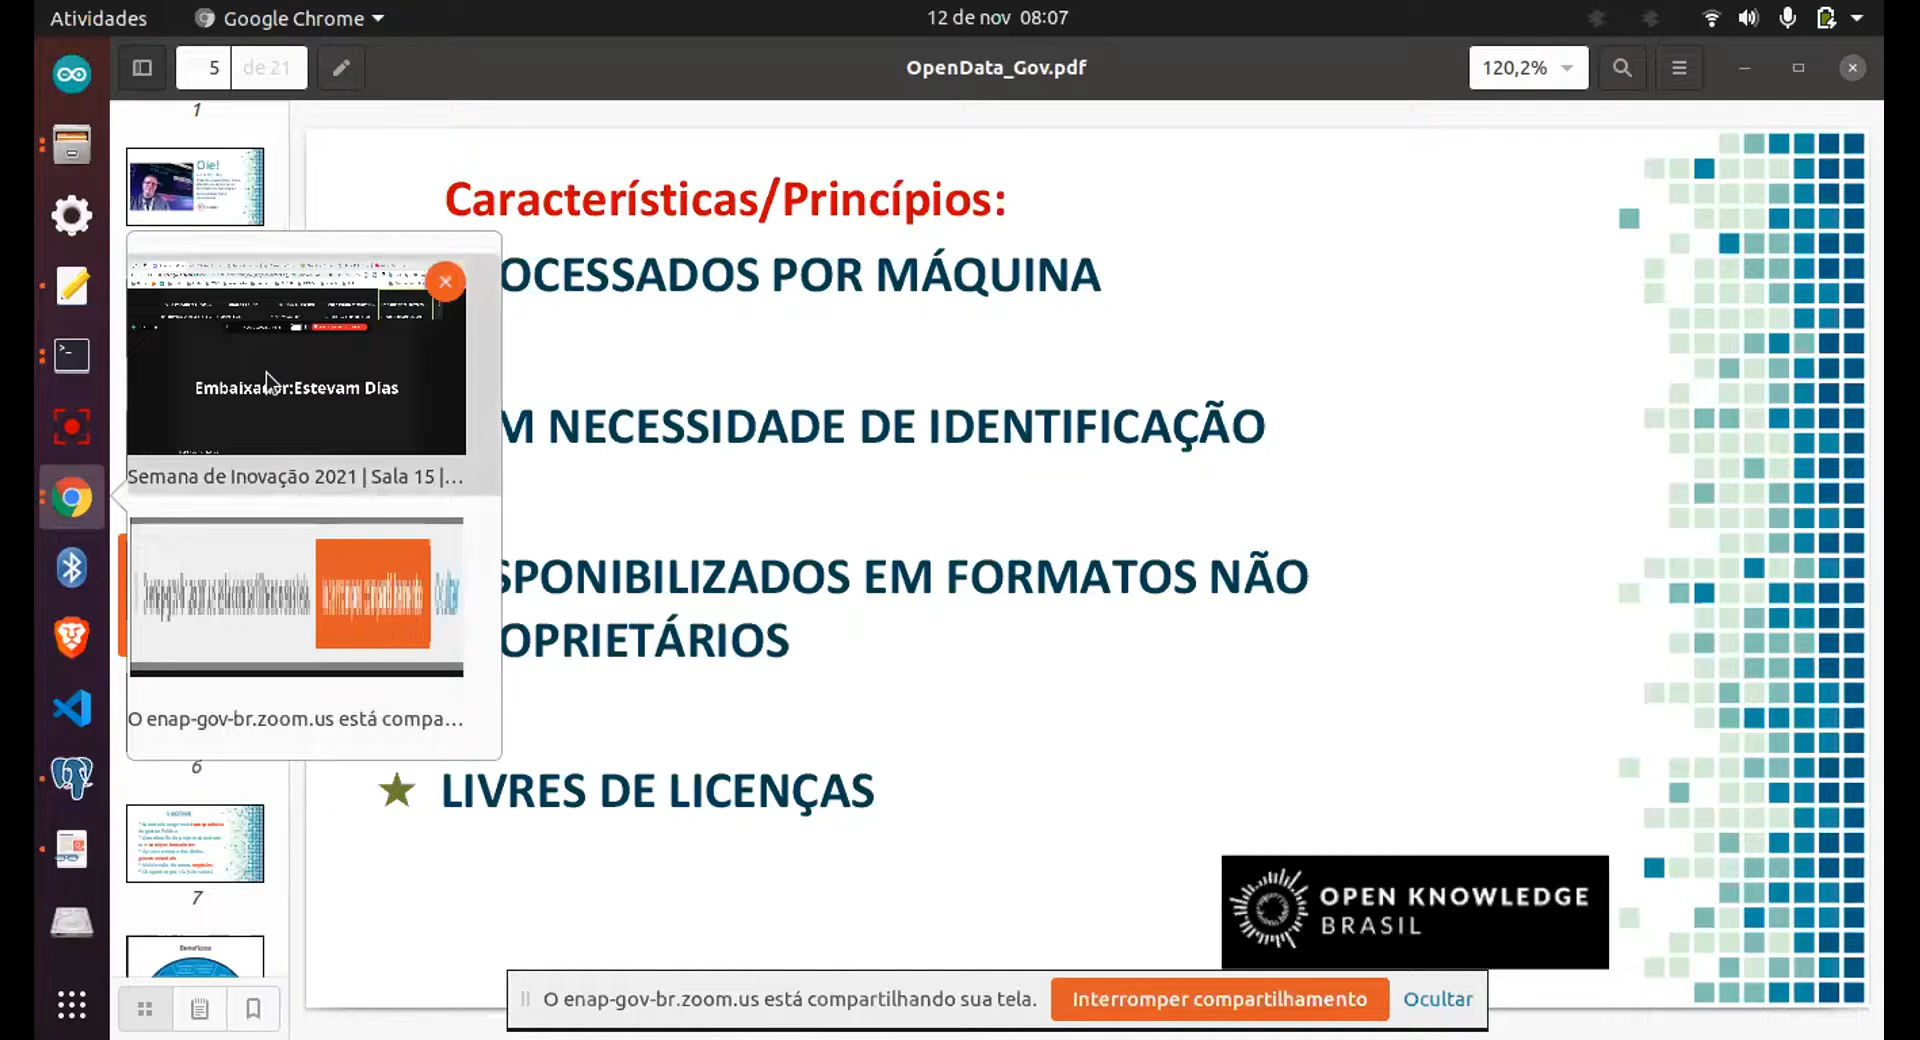 Atividades
Google Chrome
12 de nov 08:07
5
de 21
OpenData_Gov.pdf
120,2%
1
Oie!
Características/Princípios:
OCESSADOS POR MÁQUINA
Embaixador:Estevam Dias
M NECESSIDADE DE IDENTIFICAÇÃO
Semana de Inovação 2021 | Sala 15 |...
SPONIBILIZADOS EM FORMATOS NÃO
OPRIETÁRIOS
Ocultar
O enap-gov-br.zoom.us está compa...
6
LIVRES DE LICENÇAS
7
OPEN KNOWLEDGE
BRASIL
Benefícios
O enap-gov-br.zoom.us está compartilhando sua tela.
Interromper compartilhamento
Ocultar